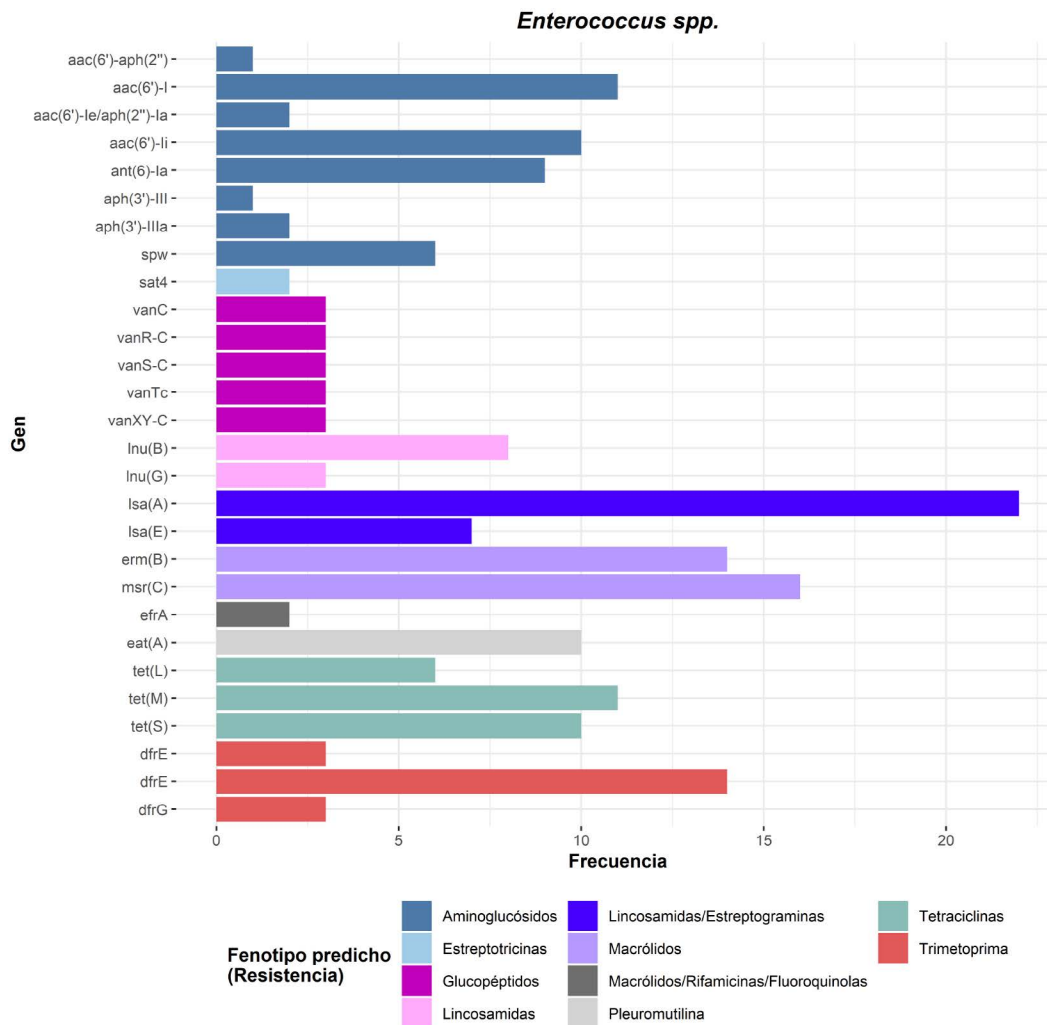 Enterococcus spp.
aac(6')-aph(2")
aac(6')-I
aac(6')-Ie/aph(2")-Ia
aac(6')-Ii
ant(6)-Ia
aph(3')-III
aph(3')-IIIa
spw
sat4
vanC
vanR-C
vanS-C
vanTc
vanXY-C
lnu(B)
lnu(G)
lsa(A)
lsa(E)
erm(B)
msr(C)
efrA
eat(A)
tet(L)
tet(M)
tet(S)
dfrE
dfrE
dfrG
Gen
0 5 10 15 20
Frecuencia
Fenotipo predicho
(Resistencia)
Aminoglucósidos
Estreptotricinas
Glucopéptidos
Lincosamidas
Lincosamidas/Estreptograminas
Macrólidos
Macrólidos/Rifamicinas/Fluoroquinolas
Pleuromutilina
Tetraciclinas
Trimetoprima